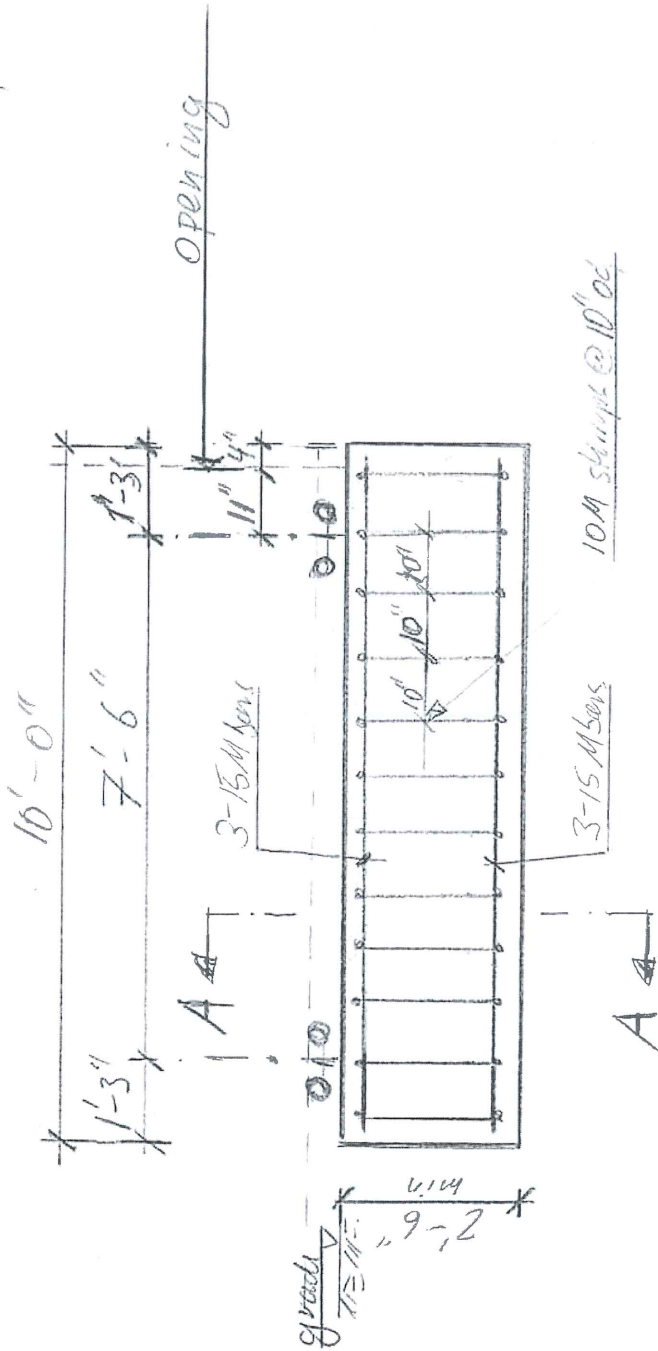 10'-0"
1'-3"
7'-6"
1'-3"
Opening
11"
4"
A
3-15M bars
grade
2'-6"
min
10"
10"
10"
3-15M bars
10M stirrups @ 10" oc
A